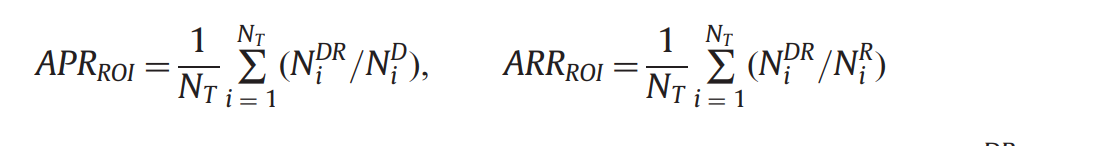 APR_{ROI} = \frac{1}{N_T} \sum_{i=1}^{N_T} (N_i^{DR}/N_i^D), ARR_{ROI} = \frac{1}{N_T} \sum_{i=1}^{N_T} (N_i^{DR}/N_i^R)